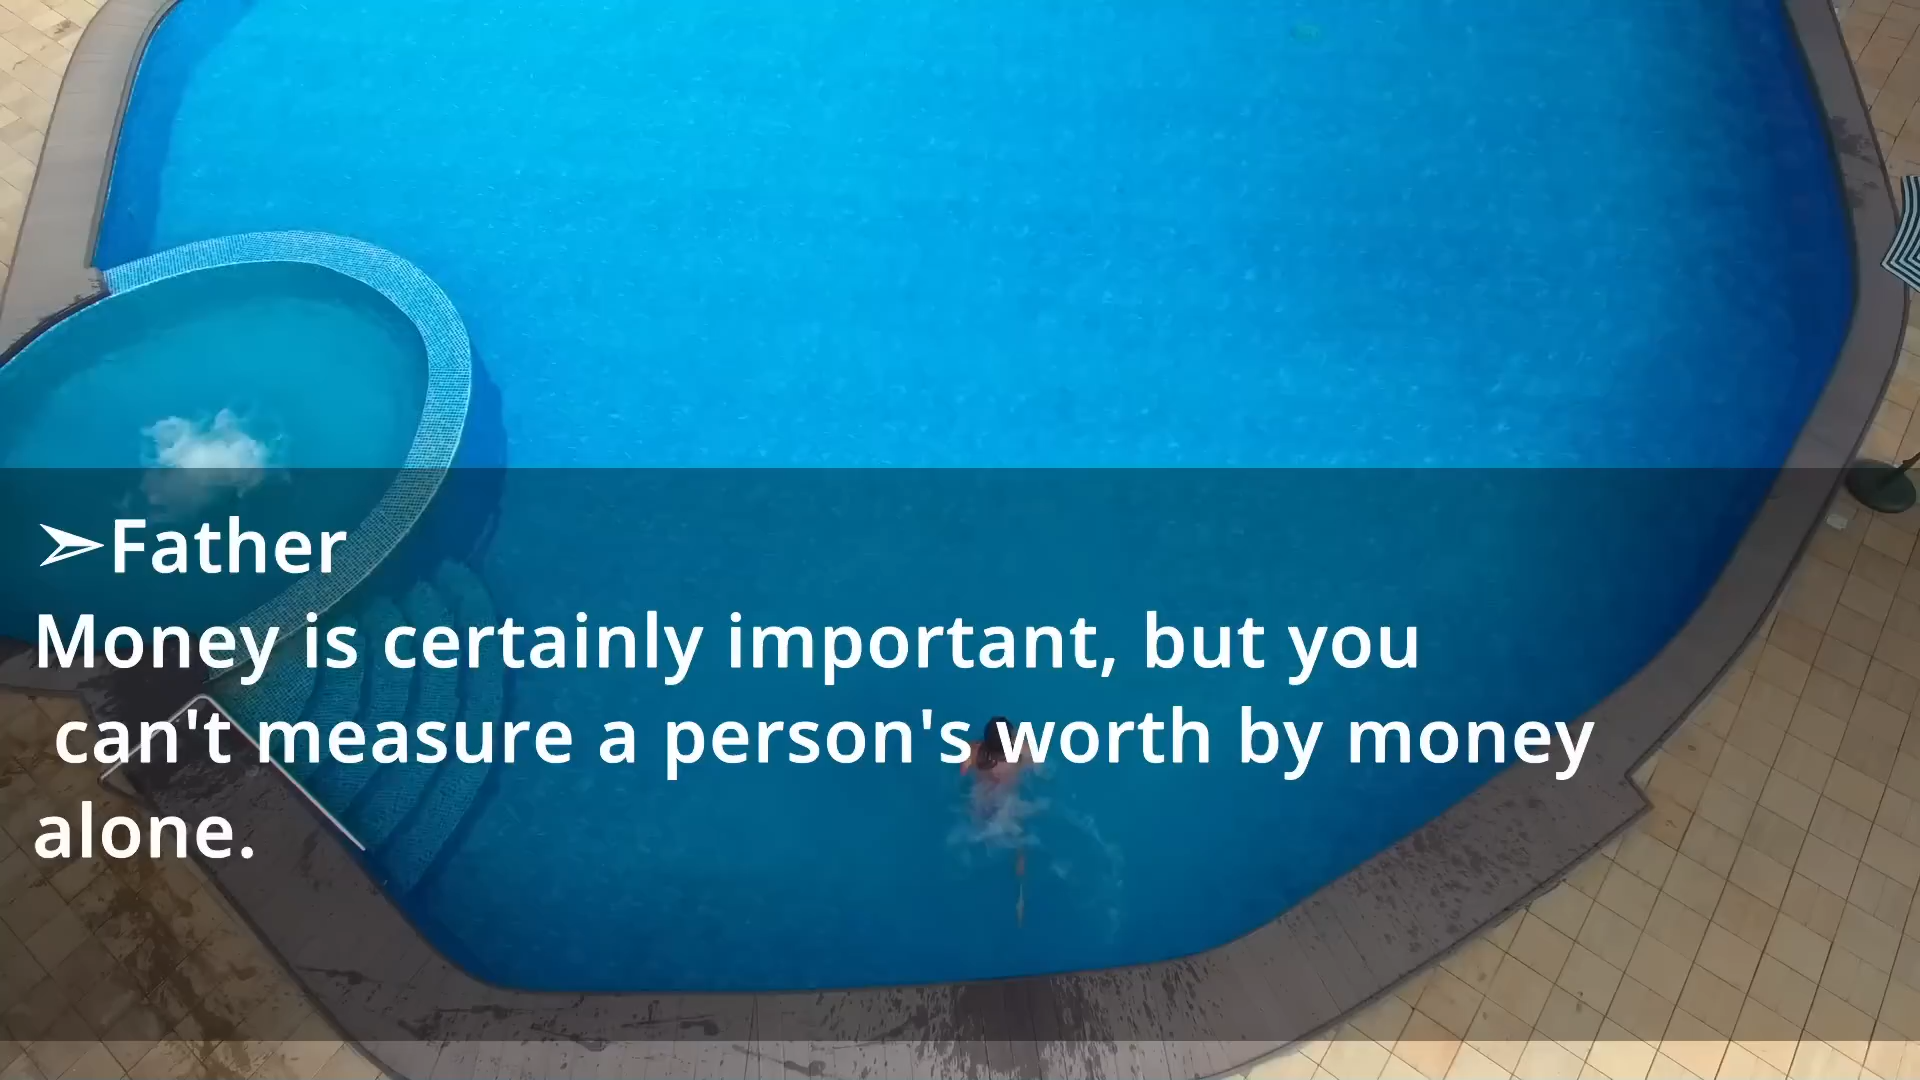 ➢Father
Money is certainly important, but you
can't measure a person's worth by money
alone.